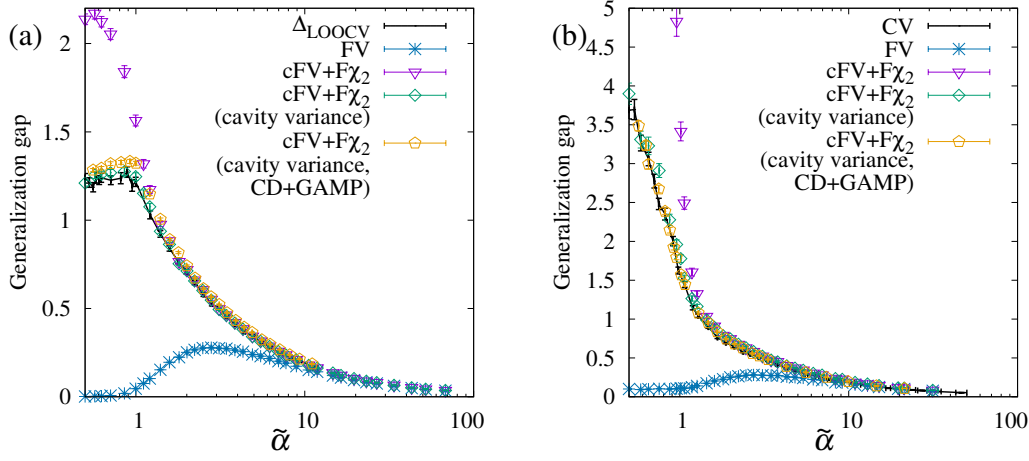 (a)
Δ_LOOCV
FV
cFV+Fχ₂
cFV+Fχ₂
(cavity variance)
cFV+Fχ₂
(cavity variance,
CD+GAMP)
Generalization gap
2
1.5
1
0.5
0
1
10
100
α̃
(b)
CV
FV
cFV+Fχ₂
cFV+Fχ₂
(cavity variance)
cFV+Fχ₂
(cavity variance,
CD+GAMP)
Generalization gap
5
4.5
4
3.5
3
2.5
2
1.5
1
0.5
0
1
10
100
α̃